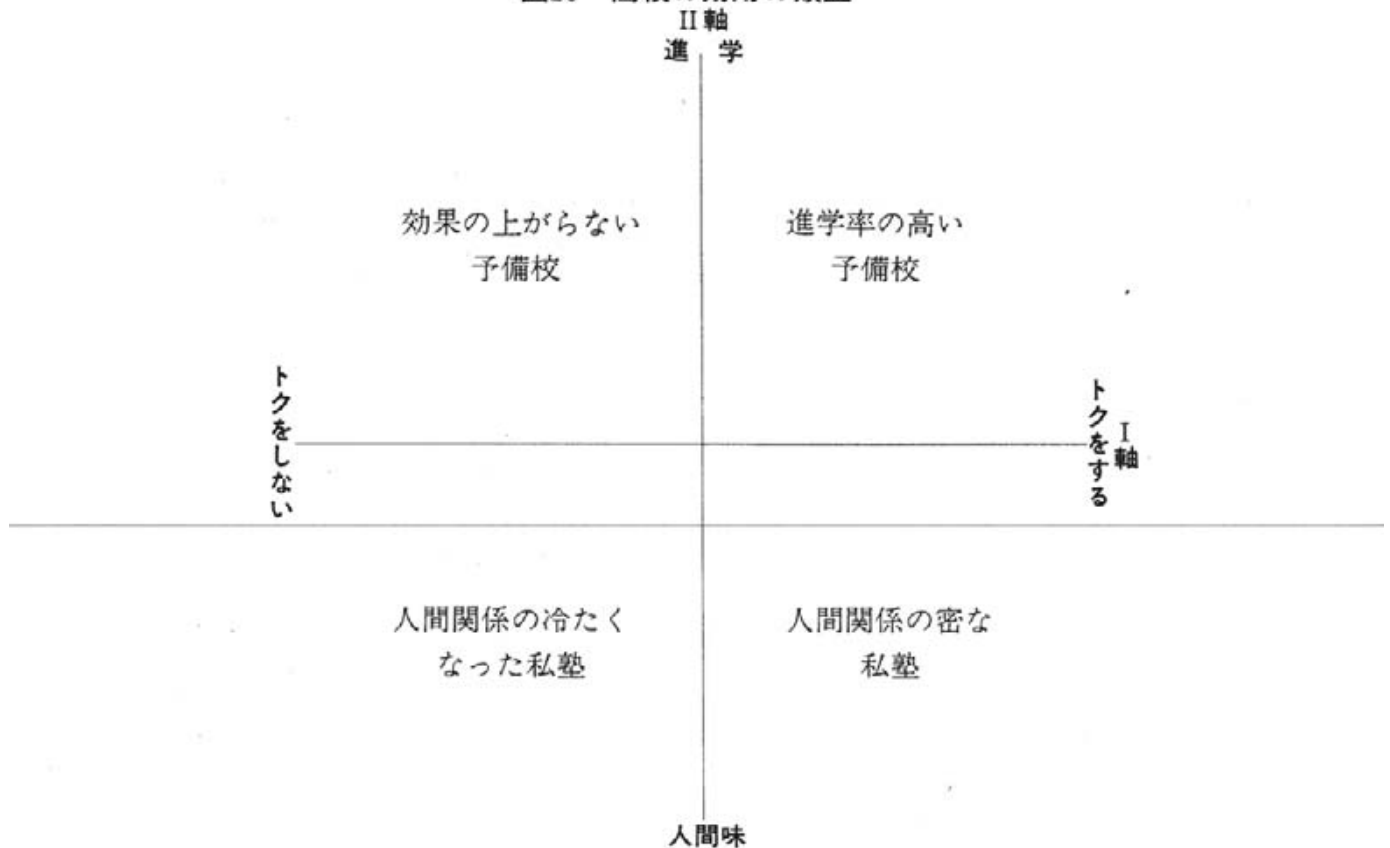 II軸
進 学
効果の上がらない
予備校
進学率の高い
予備校
トクをしない
トクをする
I軸
人間関係の冷たく
なった私塾
人間関係の密な
私塾
人間味